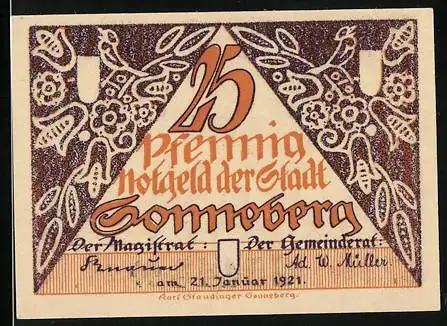 25
Pfennig
Notgeld der Stadt
Sonneberg
Der Magistrat: Der Gemeinderat:
Ad. W. Müller.
am 21. Januar 1921.
Karl Staudinger Sonneberg.